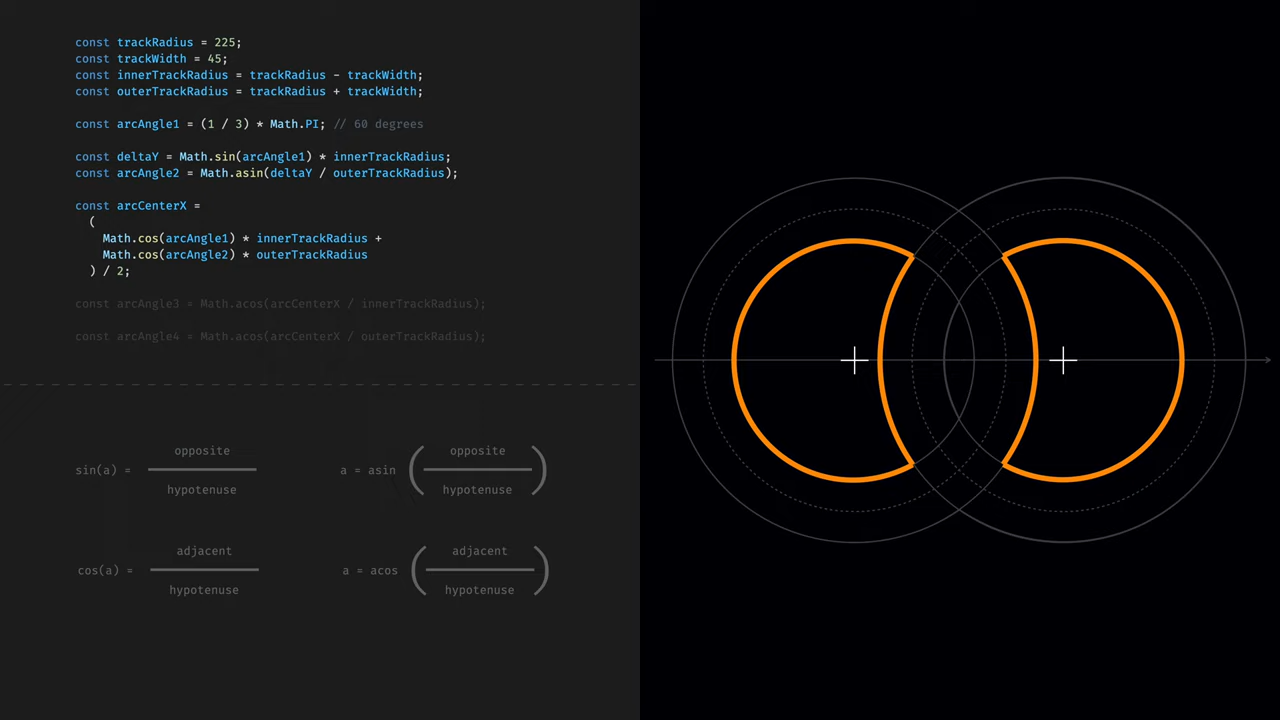 const trackRadius = 225;
const trackWidth = 45;
const innerTrackRadius = trackRadius - trackWidth;
const outerTrackRadius = trackRadius + trackWidth;
const arcAngle1 = (1 / 3) * Math.PI; // 60 degrees
const deltaY = Math.sin(arcAngle1) * innerTrackRadius;
const arcAngle2 = Math.asin(deltaY / outerTrackRadius);
const arcCenterX =
(
Math.cos(arcAngle1) * innerTrackRadius +
Math.cos(arcAngle2) * outerTrackRadius
) / 2;
const arcAngle3 = Math.acos(arcCenterX / innerTrackRadius);
const arcAngle4 = Math.acos(arcCenterX / outerTrackRadius);
opposite
sin(a) =
hypotenuse
opposite
a = asin
hypotenuse
adjacent
cos(a) =
hypotenuse
adjacent
a = acos
hypotenuse